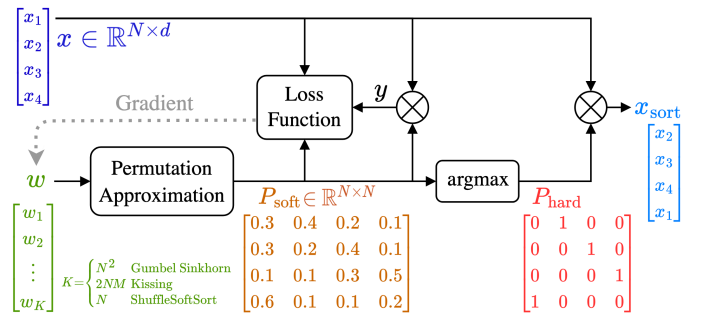 x₁
x₂
x₃
x₄
x ∈ ℝ^{N×d}
Gradient
Loss
Function
y
x_sort
x₂
x₃
x₄
x₁
w
Permutation
Approximation
argmax
P_soft ∈ ℝ^{N×N}
P_hard
w₁
w₂
⋮
w_K
K= { N² Gumbel Sinkhorn
2NM Kissing
N ShuffleSoftSort
0.3 0.4 0.2 0.1
0.3 0.2 0.4 0.1
0.1 0.1 0.3 0.5
0.6 0.1 0.1 0.2
0 1 0 0
0 0 1 0
0 0 0 1
1 0 0 0